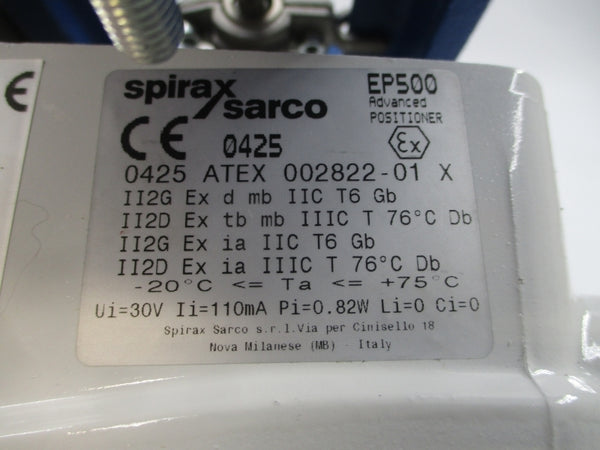 CE
spirax sarco
EP500
Advanced
POSITIONER
CE 0425
Ex
0425 ATEX 002822-01 X
II2G Ex d mb IIC T6 Gb
II2D Ex tb mb IIIC T 76°C Db
II2G Ex ia IIC T6 Gb
II2D Ex ia IIIC T 76°C Db
-20°C <= Ta <= +75°C
Ui=30V Ii=110mA Pi=0.82W Li=0 Ci=0
Spirax Sarco s.r.l.Via per Cinisello 18
Nova Milanese (MB) - Italy